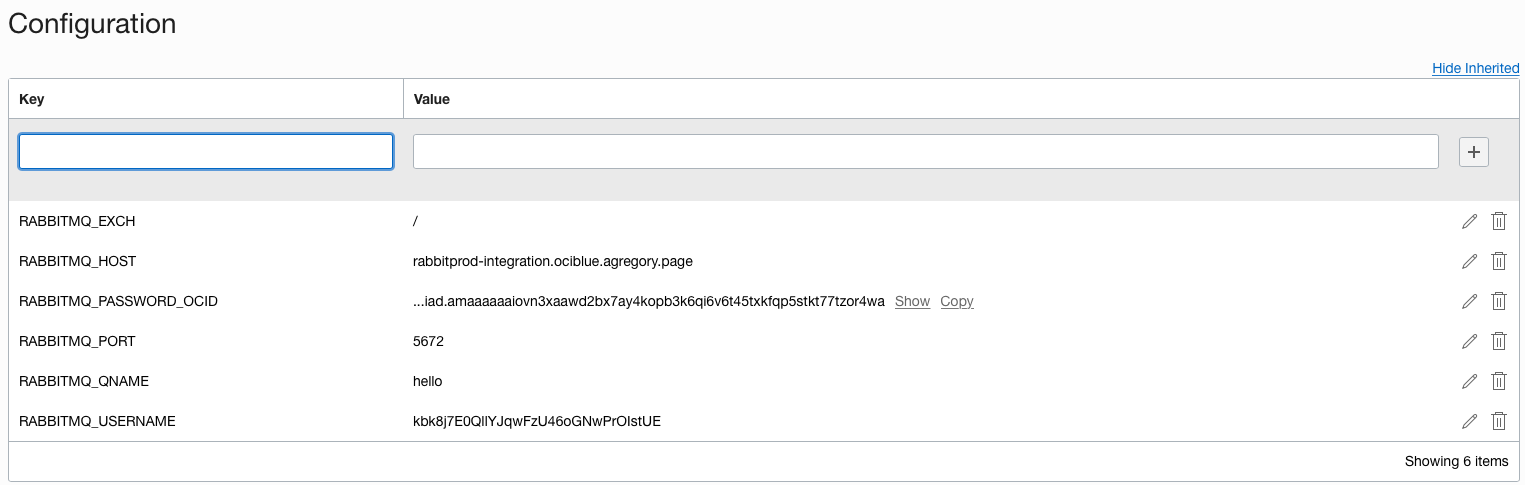 Configuration
Hide Inherited
Key Value
RABBITMQ_EXCH /
RABBITMQ_HOST rabbitprod-integration.ociblue.agregory.page
RABBITMQ_PASSWORD_OCID ...iad.amaaaaaaiovn3xaawd2bx7ay4kopb3k6qi6v6t45txkfqp5stkt77tzor4wa Show Copy
RABBITMQ_PORT 5672
RABBITMQ_QNAME hello
RABBITMQ_USERNAME kbk8j7E0QllYJqwFzU46oGNwPrOIstUE
Showing 6 items